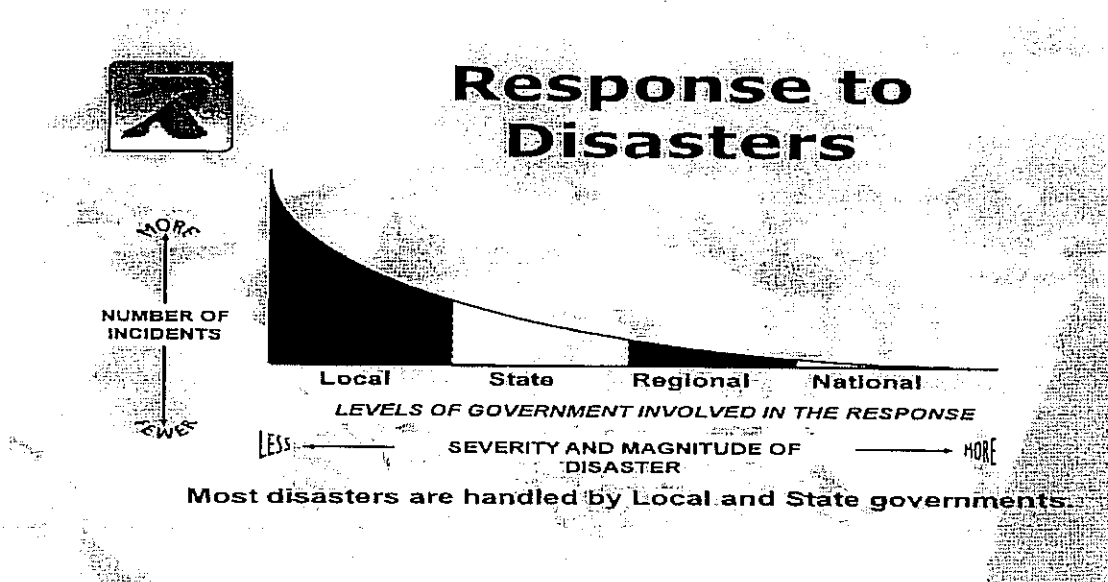 Response to
Disasters
MORE
NUMBER OF
INCIDENTS
FEWER
Local State Regional National
LEVELS OF GOVERNMENT INVOLVED IN THE RESPONSE
LESS SEVERITY AND MAGNITUDE OF MORE
DISASTER
Most disasters are handled by Local and State governments.